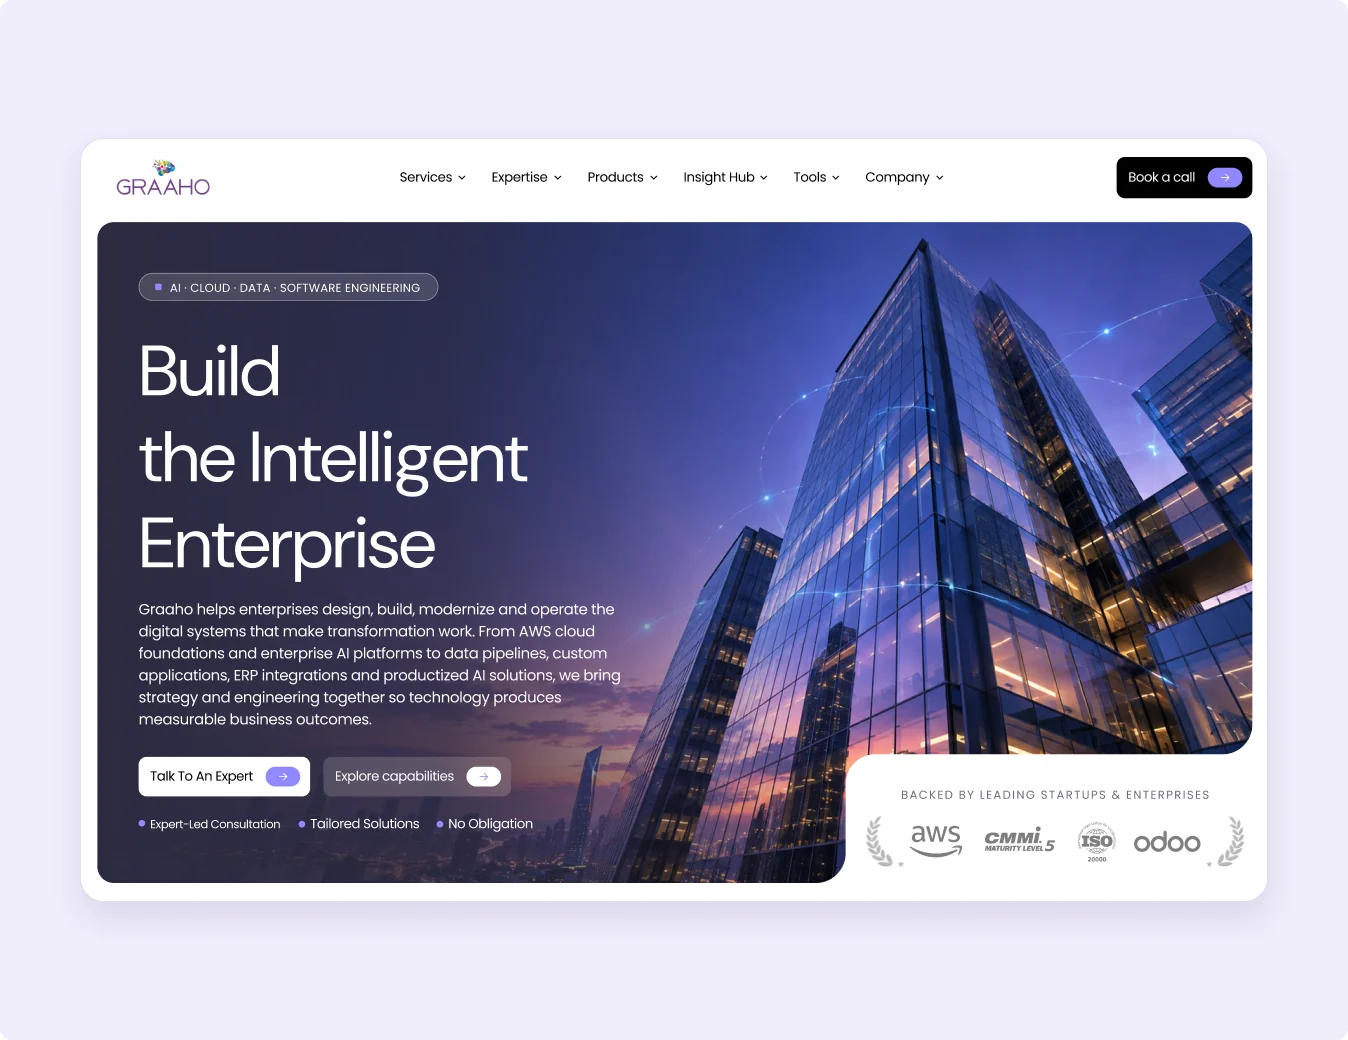 GRAAHO
Services
Expertise
Products
Insight Hub
Tools
Company
Book a call
AI · CLOUD · DATA · SOFTWARE ENGINEERING
Build
the Intelligent
Enterprise
Graaho helps enterprises design, build, modernize and operate the
digital systems that make transformation work. From AWS cloud
foundations and enterprise AI platforms to data pipelines, custom
applications, ERP integrations and productized AI solutions, we bring
strategy and engineering together so technology produces
measurable business outcomes.
Talk To An Expert
Explore capabilities
Expert-Led Consultation
Tailored Solutions
No Obligation
BACKED BY LEADING STARTUPS & ENTERPRISES
aws
CMMi
MATURITY LEVEL 5
ISO
20000
odoo